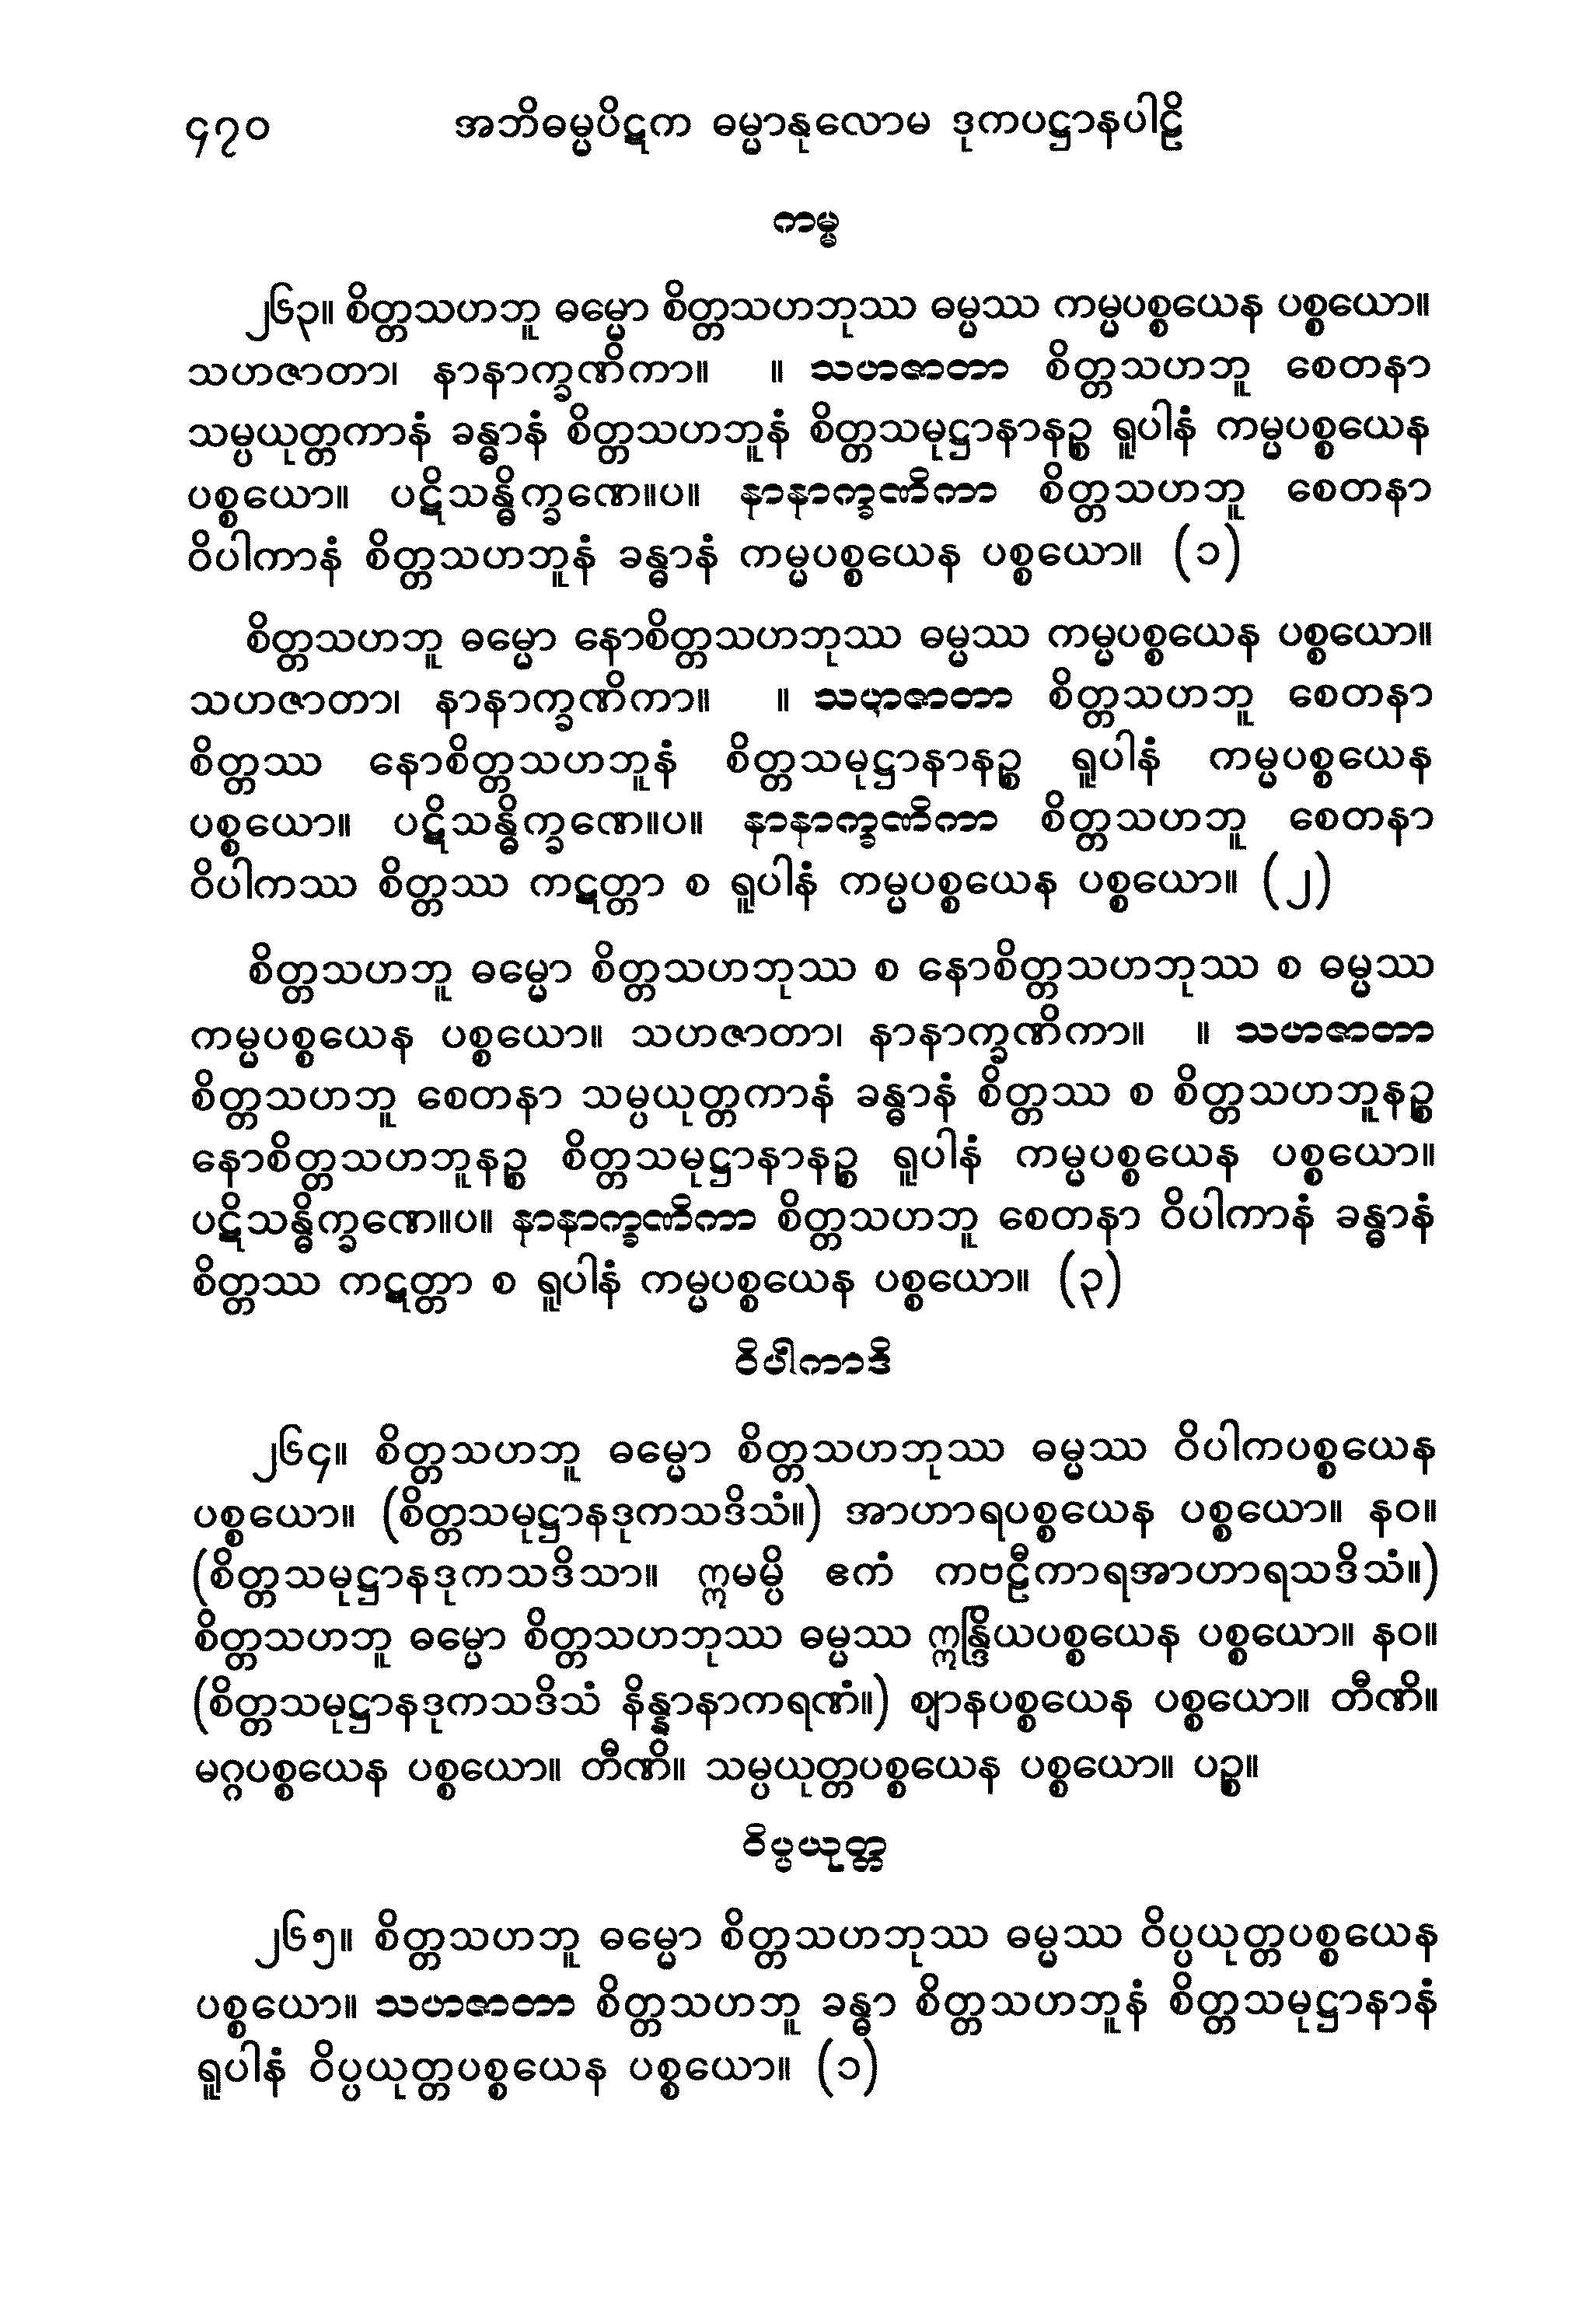 ၄၇၀ အဘိဓမ္မပိဋက ဓမ္မာနုလောမ ဒုကပဋ္ဌာနပါဠိ
ကမ္မ
၂၆၃။ စိတ္တသဟဘူ ဓမ္မော စိတ္တသဟဘုဿ ဓမ္မဿ ကမ္မပစ္စယေန ပစ္စယော။
သဟဇာတာ၊ နာနာက္ခဏိကာ။ ။ သဟဇာတာ စိတ္တသဟဘူ စေတနာ
သမ္ပယုတ္တကာနံ ခန္ဓာနံ စိတ္တသဟဘူနံ စိတ္တသမုဋ္ဌာနာနဉ္စ ရူပါနံ ကမ္မပစ္စယေန
ပစ္စယော။ ပဋိသန္ဓိက္ခဏေ။ပ။ နာနာက္ခဏိကာ စိတ္တသဟဘူ စေတနာ
ဝိပါကာနံ စိတ္တသဟဘူနံ ခန္ဓာနံ ကမ္မပစ္စယေန ပစ္စယော။ (၁)
စိတ္တသဟဘူ ဓမ္မော နောစိတ္တသဟဘုဿ ဓမ္မဿ ကမ္မပစ္စယေန ပစ္စယော။
သဟဇာတာ၊ နာနာက္ခဏိကာ။ ။ သဟဇာတာ စိတ္တသဟဘူ စေတနာ
စိတ္တဿ နောစိတ္တသဟဘူနံ စိတ္တသမုဋ္ဌာနာနဉ္စ ရူပါနံ ကမ္မပစ္စယေန
ပစ္စယော။ ပဋိသန္ဓိက္ခဏေ။ပ။ နာနာက္ခဏိကာ စိတ္တသဟဘူ စေတနာ
ဝိပါကဿ စိတ္တဿ ကဋတ္တာ စ ရူပါနံ ကမ္မပစ္စယေန ပစ္စယော။ (၂)
စိတ္တသဟဘူ ဓမ္မော စိတ္တသဟဘုဿ စ နောစိတ္တသဟဘုဿ စ ဓမ္မဿ
ကမ္မပစ္စယေန ပစ္စယော။ သဟဇာတာ၊ နာနာက္ခဏိကာ။ ။ သဟဇာတာ
စိတ္တသဟဘူ စေတနာ သမ္ပယုတ္တကာနံ ခန္ဓာနံ စိတ္တဿ စ စိတ္တသဟဘူနဉ္စ
နောစိတ္တသဟဘူနဉ္စ စိတ္တသမုဋ္ဌာနာနဉ္စ ရူပါနံ ကမ္မပစ္စယေန ပစ္စယော။
ပဋိသန္ဓိက္ခဏေ။ပ။ နာနာက္ခဏိကာ စိတ္တသဟဘူ စေတနာ ဝိပါကာနံ ခန္ဓာနံ
စိတ္တဿ ကဋတ္တာ စ ရူပါနံ ကမ္မပစ္စယေန ပစ္စယော။ (၃)
ဝိပါကာဒိ
၂၆၄။ စိတ္တသဟဘူ ဓမ္မော စိတ္တသဟဘုဿ ဓမ္မဿ ဝိပါကပစ္စယေန
ပစ္စယော။ (စိတ္တသမုဋ္ဌာနဒုကသဒိသံ။) အာဟာရပစ္စယေန ပစ္စယော။ နဝ။
(စိတ္တသမုဋ္ဌာနဒုကသဒိသာ။ ဣမမ္ပိ ဧကံ ကဗဠီကာရအာဟာရသဒိသံ။)
စိတ္တသဟဘူ ဓမ္မော စိတ္တသဟဘုဿ ဓမ္မဿ ဣန္ဒြိယပစ္စယေန ပစ္စယော။ နဝ။
(စိတ္တသမုဋ္ဌာနဒုကသဒိသံ နိန္နာနာကရဏံ။) ဈာနပစ္စယေန ပစ္စယော။ တီဏိ။
မဂ္ဂပစ္စယေန ပစ္စယော။ တီဏိ။ သမ္ပယုတ္တပစ္စယေန ပစ္စယော။ ပဉ္စ။
ဝိပ္ပယုတ္တ
၂၆၅။ စိတ္တသဟဘူ ဓမ္မော စိတ္တသဟဘုဿ ဓမ္မဿ ဝိပ္ပယုတ္တပစ္စယေန
ပစ္စယော။ သဟဇာတာ စိတ္တသဟဘူ ခန္ဓာ စိတ္တသဟဘူနံ စိတ္တသမုဋ္ဌာနာနံ
ရူပါနံ ဝိပ္ပယုတ္တပစ္စယေန ပစ္စယော။ (၁)